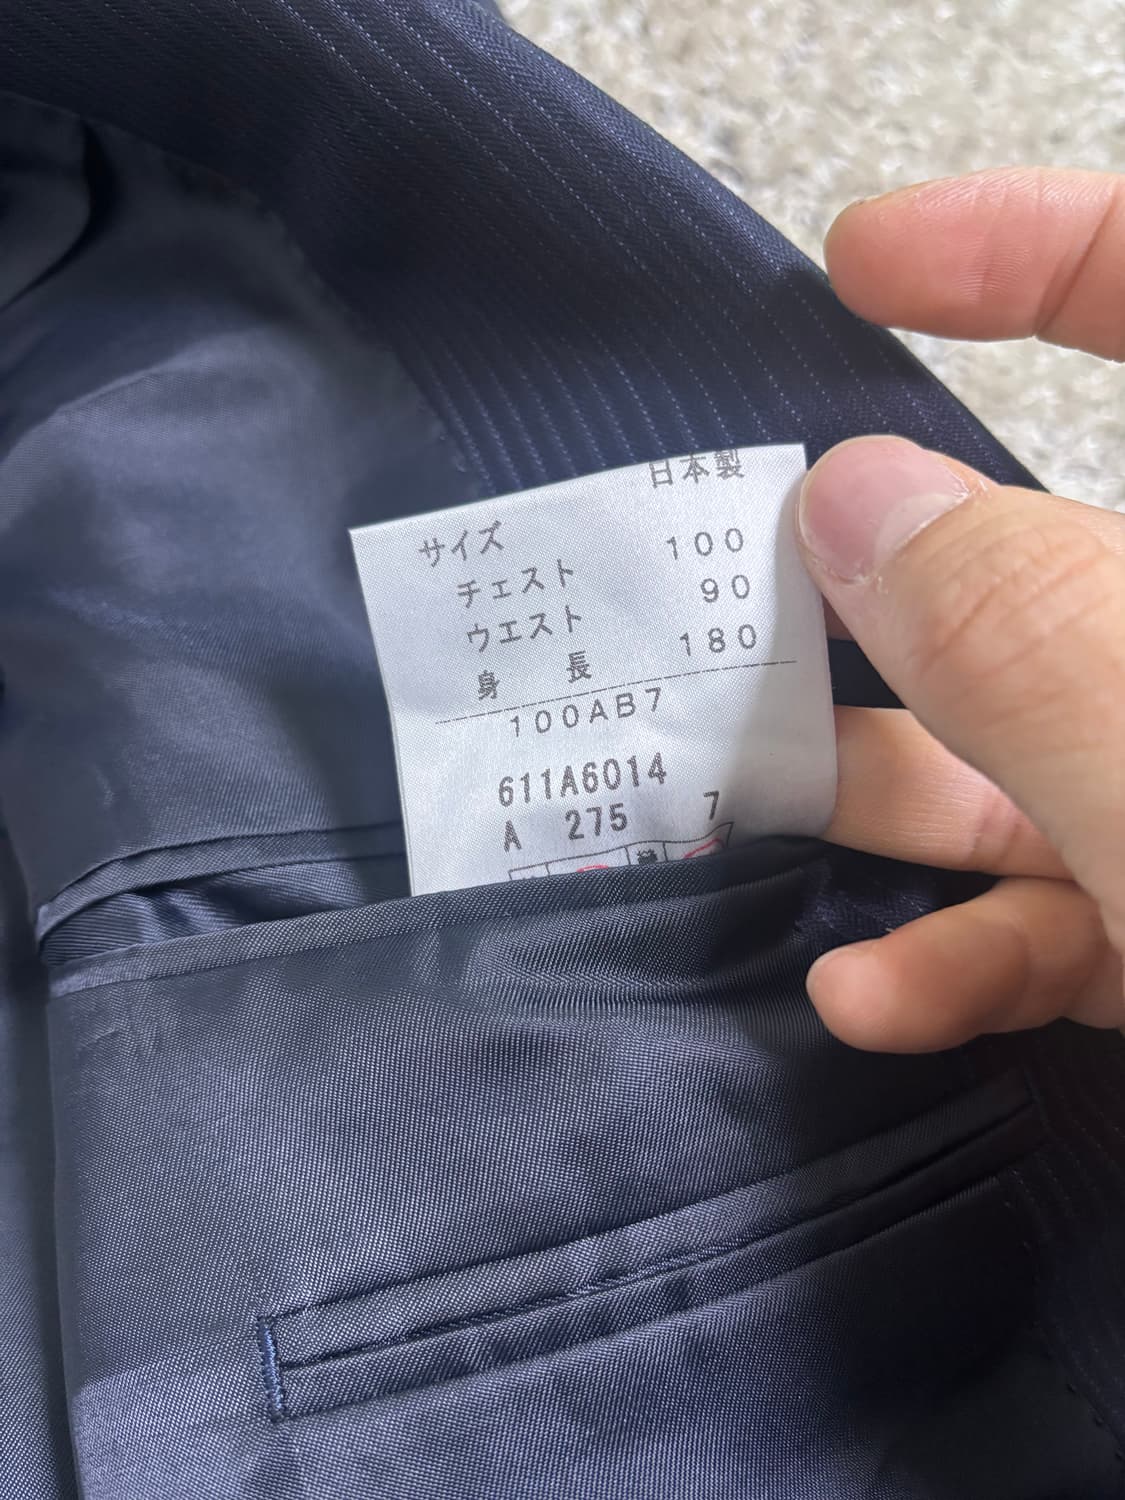 日本製
サイズ
チェスト 100
ウエスト 90
身長 180
100AB7
611A6014
A 275 7